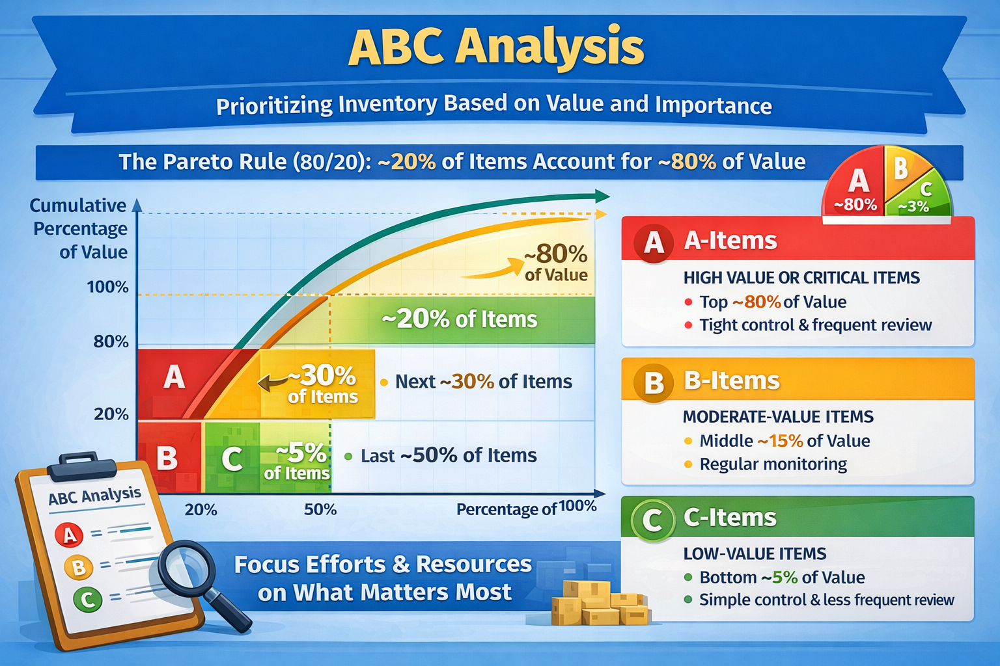 ABC Analysis
Prioritizing Inventory Based on Value and Importance
The Pareto Rule (80/20): ~20% of Items Account for ~80% of Value
A
~80%
B
C
~3%
Cumulative
Percentage
of Value
100%
80%
20%
~80%
of Value
~20% of Items
A
~30%
of Items
• Next ~30% of Items
B
C
~5%
of Items
• Last ~50% of Items
20%
50%
Percentage of 100%
A A-Items
HIGH VALUE OR CRITICAL ITEMS
• Top ~80% of Value
• Tight control & frequent review
B B-Items
MODERATE-VALUE ITEMS
• Middle ~15% of Value
• Regular monitoring
C C-Items
LOW-VALUE ITEMS
• Bottom ~5% of Value
• Simple control & less frequent review
ABC Analysis
A =
B =
C =
Focus Efforts & Resources
on What Matters Most